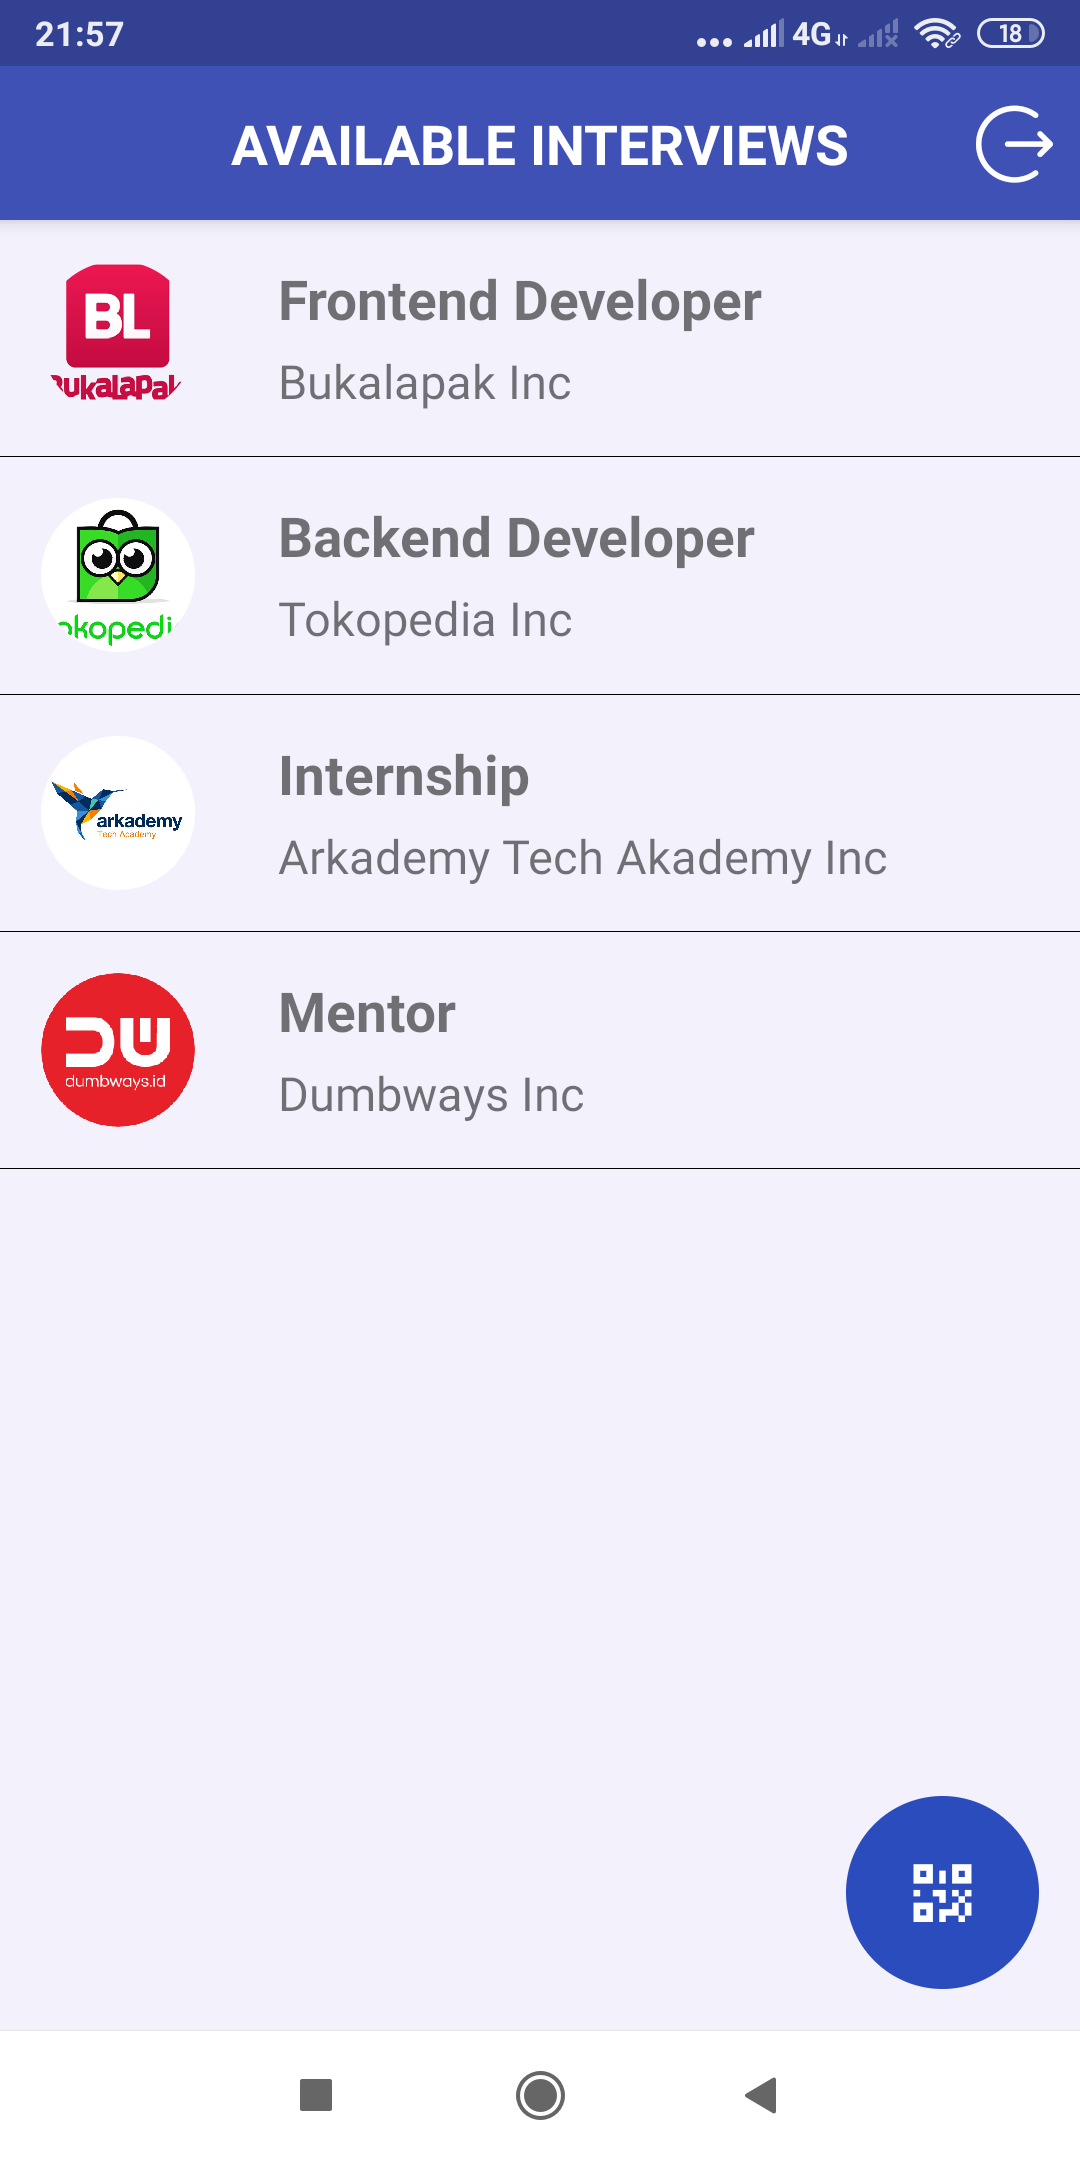 21:57
4G
18
AVAILABLE INTERVIEWS
BL
Bukalapak
Frontend Developer
Bukalapak Inc
Backend Developer
okopedi
Tokopedia Inc
Internship
arkademy
Tech Academy
Arkademy Tech Akademy Inc
Mentor
DW
dumbways.id
Dumbways Inc